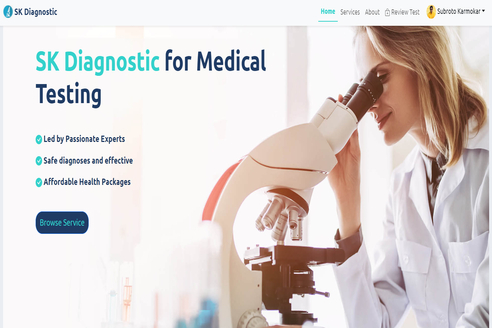 SK Diagnostic
Home Services About Review Test Subroto Karmokar
SK Diagnostic for Medical
Testing
Led by Passionate Experts
Safe diagnoses and effective
Affordable Health Packages
Browse Service